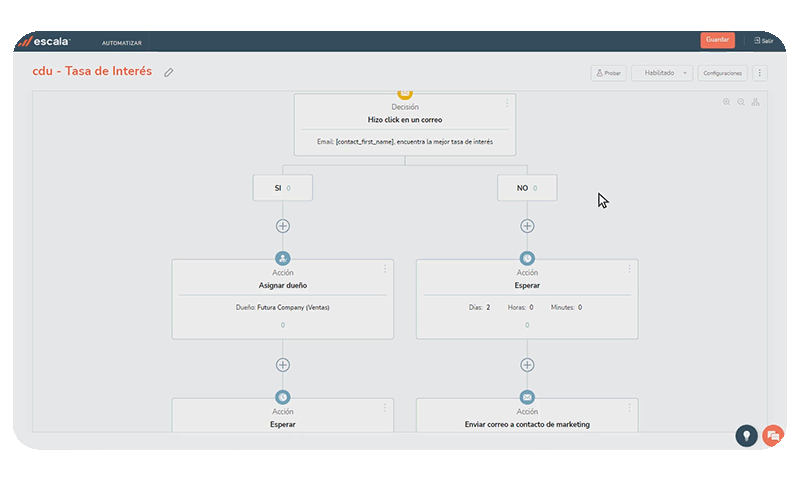 escala
AUTOMATIZAR
Guardar
Salir
cdu - Tasa de Interés
Probar
Habilitado
Configuraciones
Decisión
Hizo click en un correo
Email: [contact_first_name], encuentra la mejor tasa de interés
SI 0
NO 0
Acción
Asignar dueño
Dueño: Futura Company (Ventas)
0
Acción
Esperar
Días: 2 Horas: 0 Minutes: 0
0
Acción
Esperar
Acción
Enviar correo a contacto de marketing